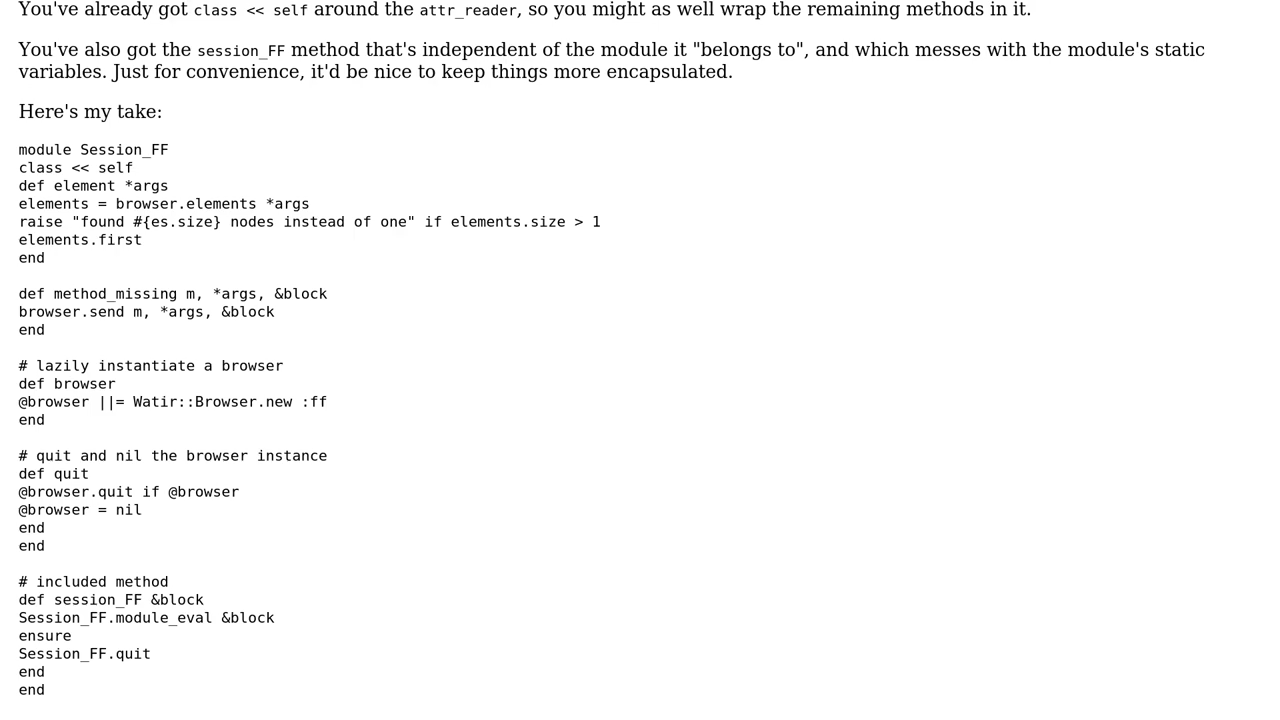 You've already got class << self around the attr_reader, so you might as well wrap the remaining methods in it.
You've also got the session_FF method that's independent of the module it "belongs to", and which messes with the module's static
variables. Just for convenience, it'd be nice to keep things more encapsulated.
Here's my take:
module Session_FF
class << self
def element *args
elements = browser.elements *args
raise "found #{es.size} nodes instead of one" if elements.size > 1
elements.first
end
def method_missing m, *args, &block
browser.send m, *args, &block
end
# lazily instantiate a browser
def browser
@browser ||= Watir::Browser.new :ff
end
# quit and nil the browser instance
def quit
@browser.quit if @browser
@browser = nil
end
end
# included method
def session_FF &block
Session_FF.module_eval &block
ensure
Session_FF.quit
end
end